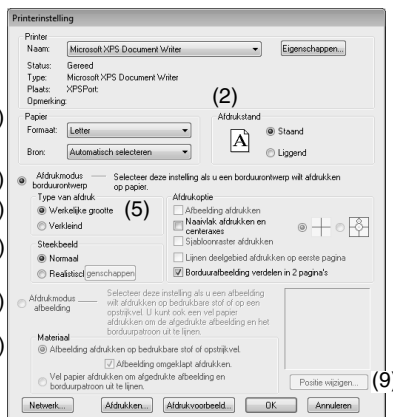 Printerinstelling
Printer
Naam: Microsoft XPS Document Writer Eigenschappen...
Status: Gereed
Type: Microsoft XPS Document Writer
Plaats: XPSPort:
Opmerking:
(2)
Papier
Formaat: Letter
Bron: Automatisch selecteren
Afdrukstand
A Staand
Liggend
Afdrukmodus borduurontwerp
Selecteer deze instelling als u een borduurontwerp wilt afdrukken
op papier.
Type van afdruk
Werkelijke grootte (5)
Verkleind
Steekbeeld
Normaal
Realistisch genschappen
Afdrukoptie
Afbeelding afdrukken
Naaivlak afdrukken en
centeraxes
Sjabloonraster afdrukken
Lijnen deelgebied afdrukken op eerste pagina
Borduurafbeelding verdelen in 2 pagina's
Afdrukmodus
afbeelding
Selecteer deze instelling als u een afbeelding
wilt afdrukken op bedrukbare stof of op een
opstrijkvel. U kunt ook een vel papier
afdrukken om de afgedrukte afbeelding en het
borduurpatroon uit te lijnen.
Materiaal
Afbeelding afdrukken op bedrukbare stof of opstrijkvel.
Afbeelding omgeklapt afdrukken.
Vel papier afdrukken om afgedrukte afbeelding en
borduurpatroon uit te lijnen.
Positie wijzigen... (9)
Netwerk... Afdrukken... Afdrukvoorbeeld... OK Annuleren